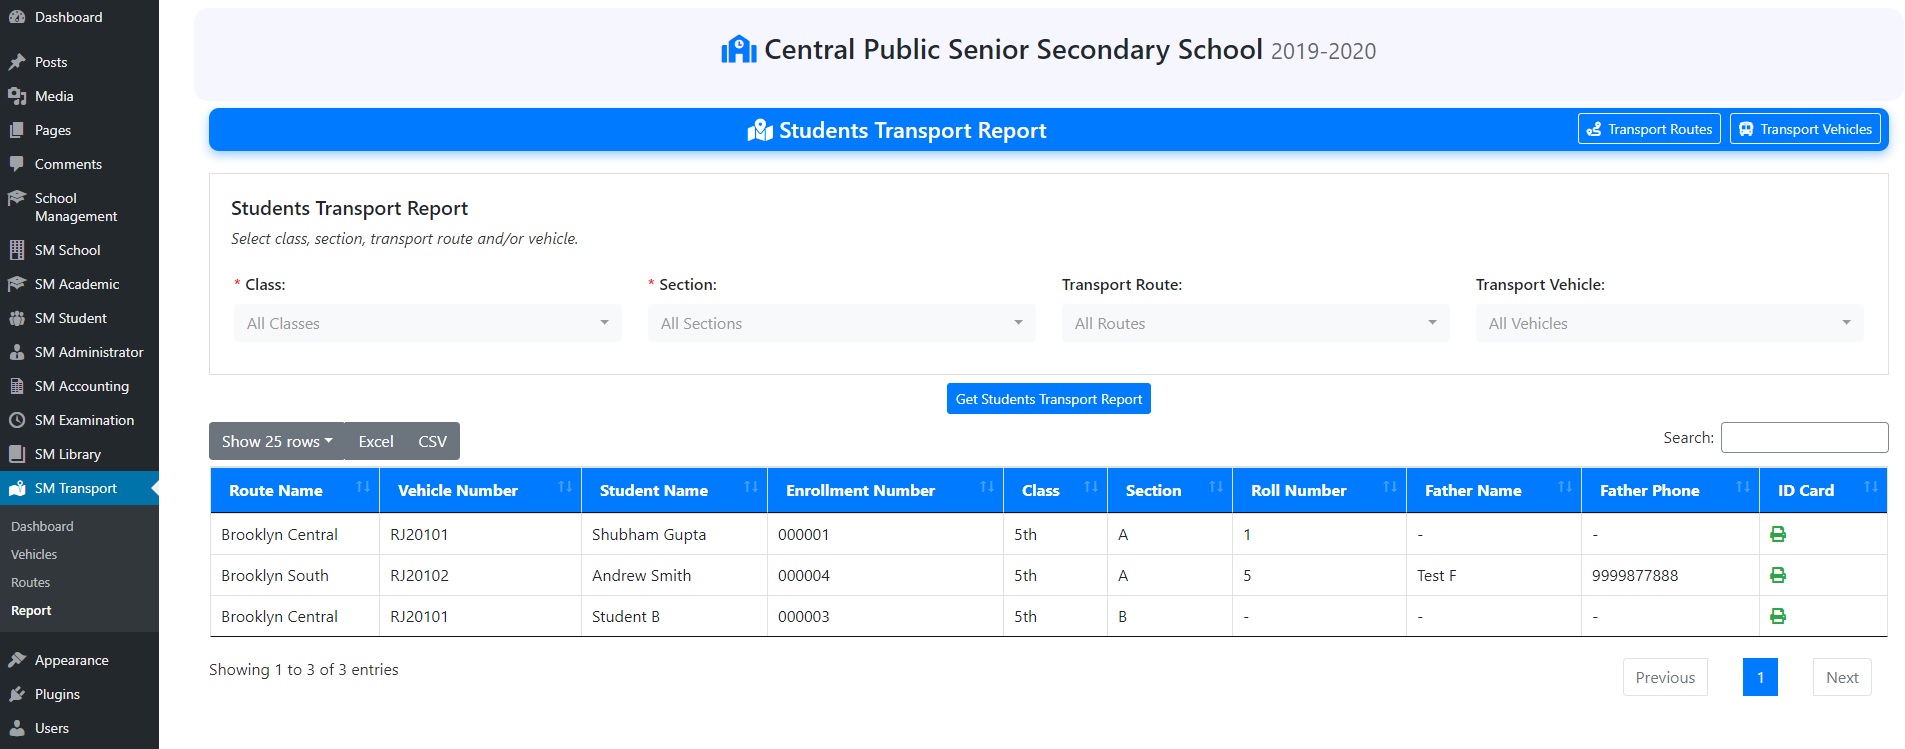 Dashboard
Posts
Media
Pages
Comments
School
Management
SM School
SM Academic
SM Student
SM Administrator
SM Accounting
SM Examination
SM Library
SM Transport
Dashboard
Vehicles
Routes
Report
Appearance
Plugins
Users
Central Public Senior Secondary School 2019-2020
Students Transport Report
Transport Routes
Transport Vehicles
Students Transport Report
Select class, section, transport route and/or vehicle.
* Class: * Section: Transport Route: Transport Vehicle:
All Classes All Sections All Routes All Vehicles
Get Students Transport Report
Show 25 rows Excel CSV Search:
Route Name Vehicle Number Student Name Enrollment Number Class Section Roll Number Father Name Father Phone ID Card
Brooklyn Central RJ20101 Shubham Gupta 000001 5th A 1 - -
Brooklyn South RJ20102 Andrew Smith 000004 5th A 5 Test F 9999877888
Brooklyn Central RJ20101 Student B 000003 5th B - - -
Showing 1 to 3 of 3 entries
Previous 1 Next